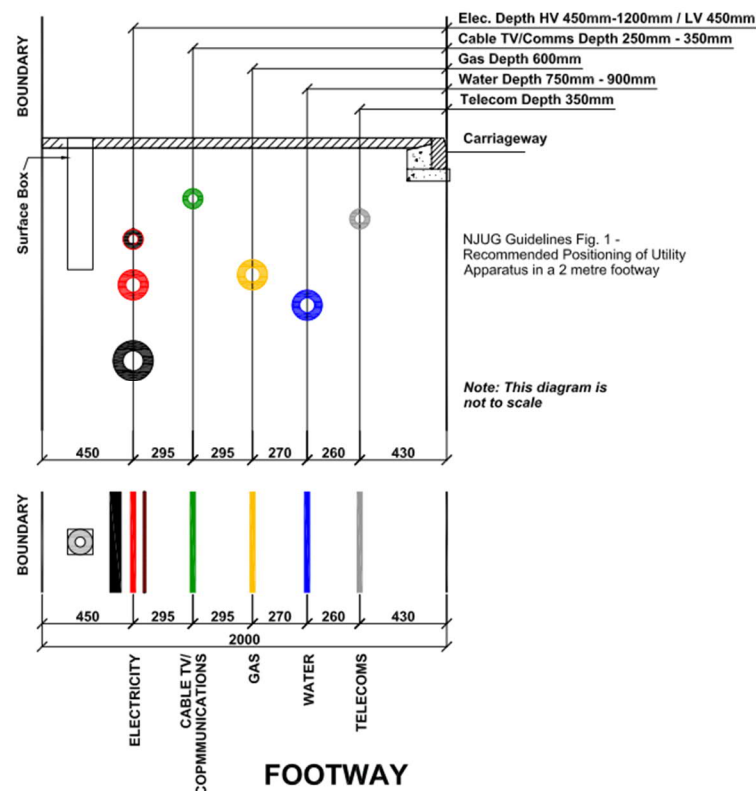 Elec. Depth HV 450mm-1200mm / LV 450mm
Cable TV/Comms Depth 250mm - 350mm
Gas Depth 600mm
Water Depth 750mm - 900mm
Telecom Depth 350mm
BOUNDARY
Carriageway
Surface Box
NJUG Guidelines Fig. 1 -
Recommended Positioning of Utility
Apparatus in a 2 metre footway
Note: This diagram is
not to scale
450 295 295 270 260 430
BOUNDARY
450 295 295 270 260 430
2000
ELECTRICITY
CABLE TV/
COPMMUNICATIONS
GAS
WATER
TELECOMS
FOOTWAY